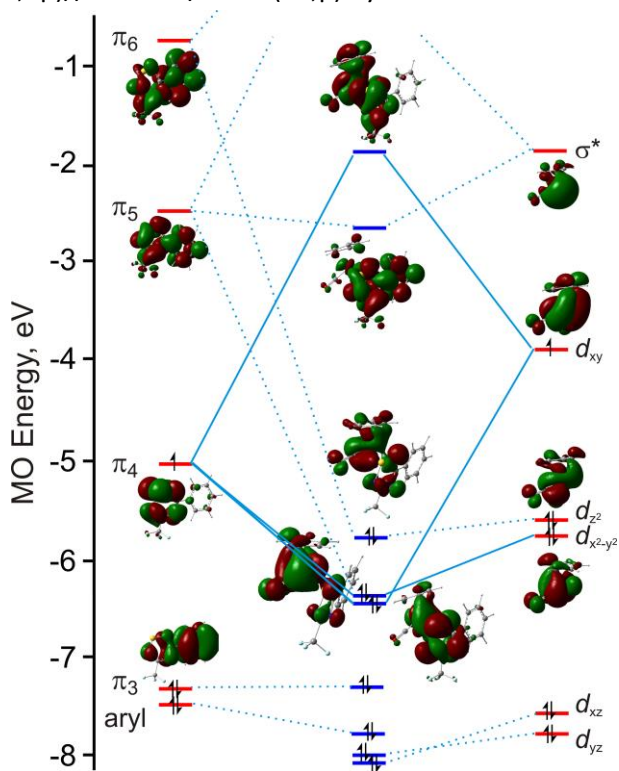 π6
-1
-2
σ*
π5
-3
-4
dxy
MO Energy, eV
-5
π4
dz2
dx2-y2
-6
-7
π3
aryl
dxz
dyz
-8